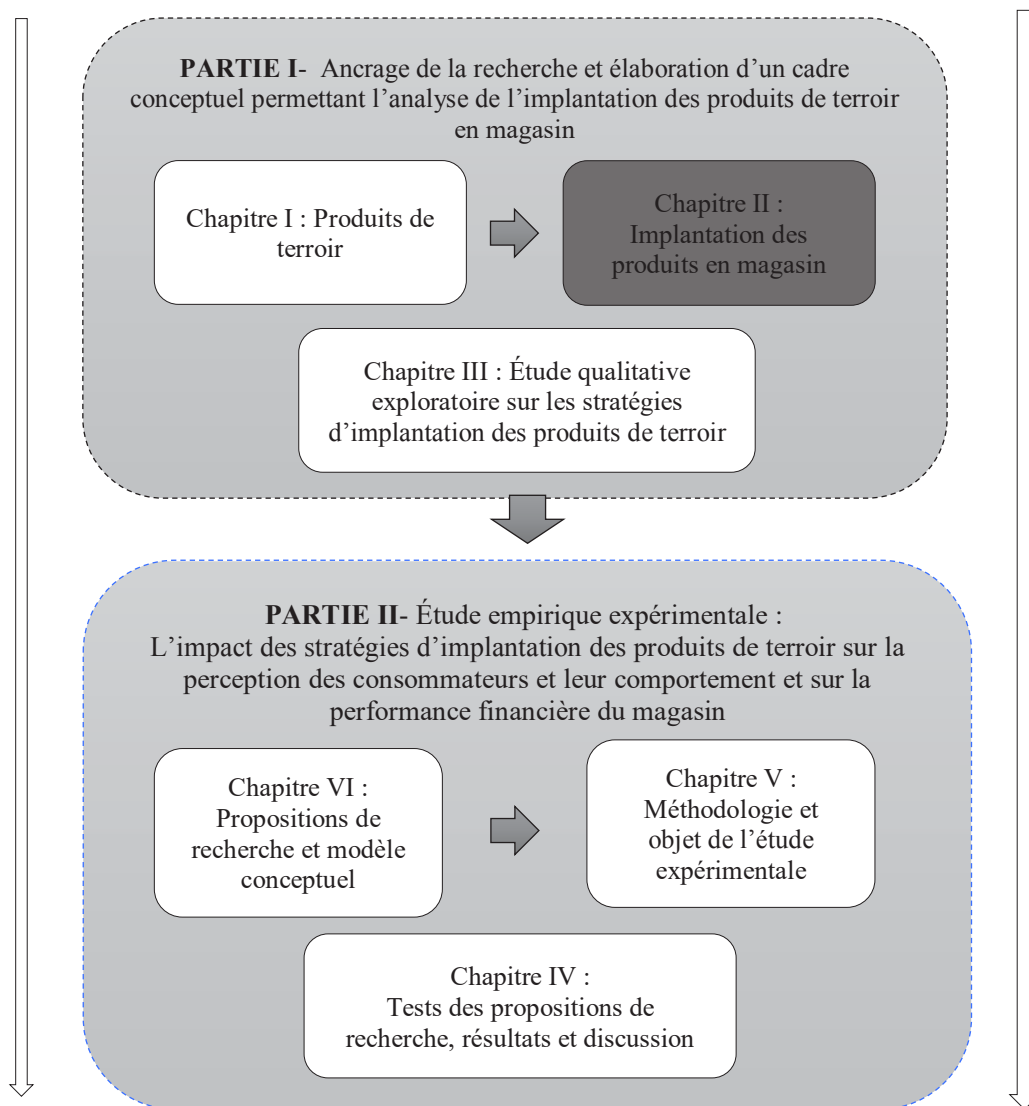 PARTIE I- Ancrage de la recherche et élaboration d’un cadre
conceptuel permettant l’analyse de l’implantation des produits de terroir
en magasin
Chapitre I : Produits de
terroir
Chapitre II :
Implantation des
produits en magasin
Chapitre III : Étude qualitative
exploratoire sur les stratégies
d’implantation des produits de terroir
PARTIE II- Étude empirique expérimentale :
L’impact des stratégies d’implantation des produits de terroir sur la
perception des consommateurs et leur comportement et sur la
performance financière du magasin
Chapitre VI :
Propositions de
recherche et modèle
conceptuel
Chapitre V :
Méthodologie et
objet de l’étude
expérimentale
Chapitre IV :
Tests des propositions de
recherche, résultats et discussion